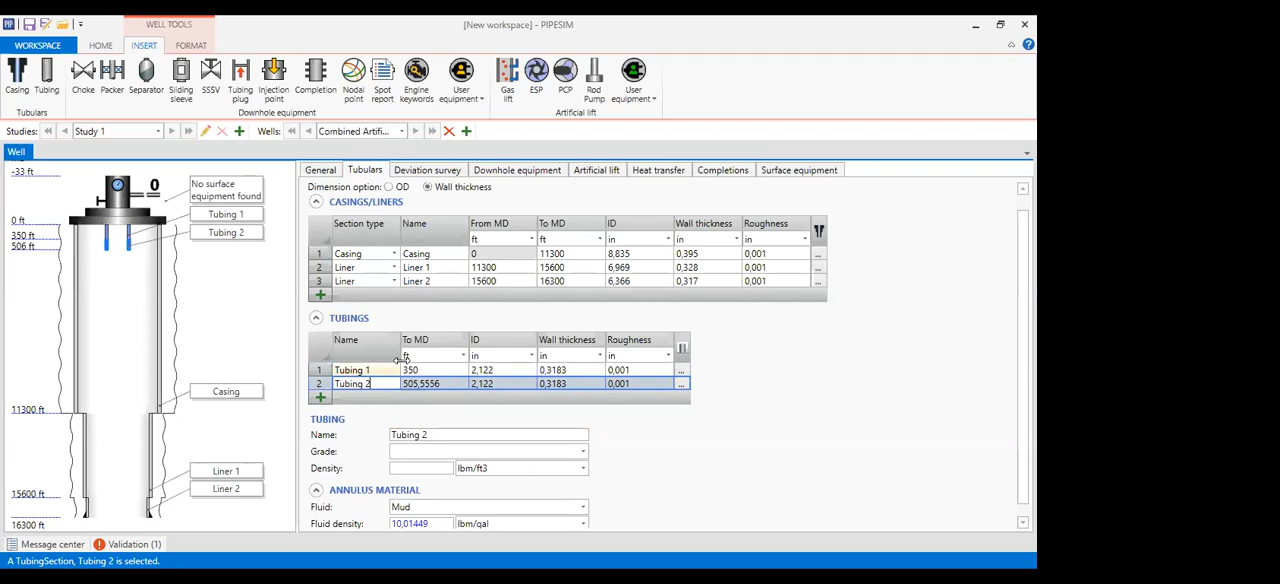 WELL TOOLS
[New workspace] - PIPESIM
WORKSPACE HOME INSERT FORMAT
Casing Tubing Choke Packer Separator Sliding sleeve SSSV Tubing plug Injection point Completion Nodal point Spot report Engine keywords User equipment Gas lift ESP PCP Rod Pump User equipment
Tubulars Downhole equipment Artificial lift
Studies: Study 1 Wells: Combined Artifi...
Well
General Tubulars Deviation survey Downhole equipment Artificial lift Heat transfer Completions Surface equipment
-33 ft
No surface equipment found
0 ft
Tubing 1
350 ft
Tubing 2
506 ft
Casing
11300 ft
Liner 1
15600 ft
Liner 2
16300 ft
Dimension option: OD Wall thickness
CASINGS/LINERS
Section type Name From MD To MD ID Wall thickness Roughness
ft ft in in in
1 Casing Casing 0 11300 8,835 0,395 0,001 ...
2 Liner Liner 1 11300 15600 6,969 0,328 0,001 ...
3 Liner Liner 2 15600 16300 6,366 0,317 0,001 ...
TUBINGS
Name To MD ID Wall thickness Roughness
ft in in in
1 Tubing 1 350 2,122 0,3183 0,001 ...
2 Tubing 2 505,5556 2,122 0,3183 0,001 ...
TUBING
Name: Tubing 2
Grade:
Density: lbm/ft3
ANNULUS MATERIAL
Fluid: Mud
Fluid density: 10,01449 lbm/gal
Message center Validation (1)
A TubingSection, Tubing 2 is selected.